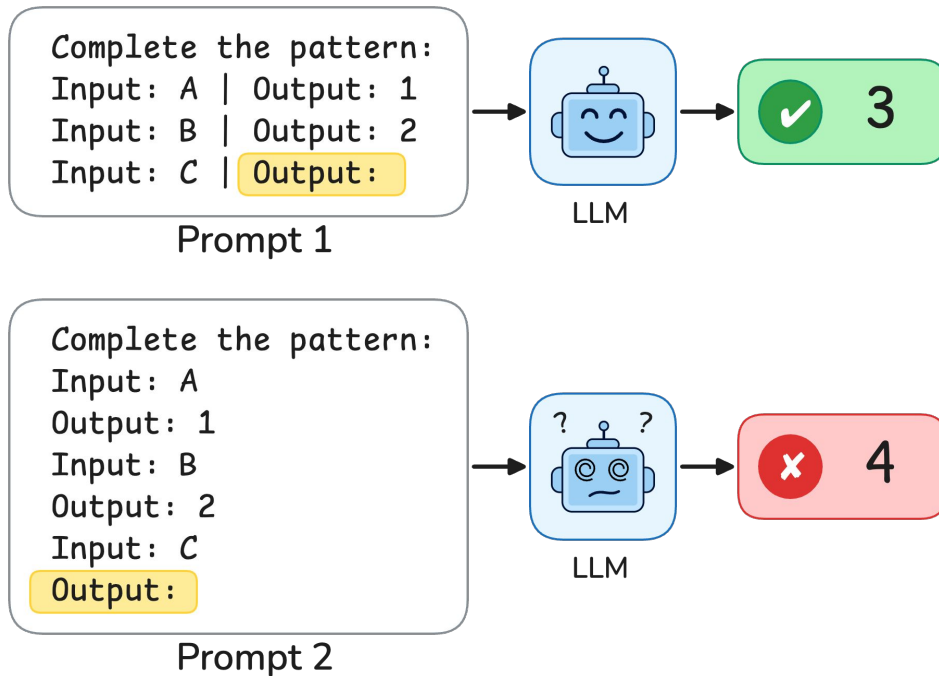 Complete the pattern:
Input: A | Output: 1
Input: B | Output: 2
Input: C | Output:
Prompt 1
LLM
3
Complete the pattern:
Input: A
Output: 1
Input: B
Output: 2
Input: C
Output:
Prompt 2
? ?
LLM
4